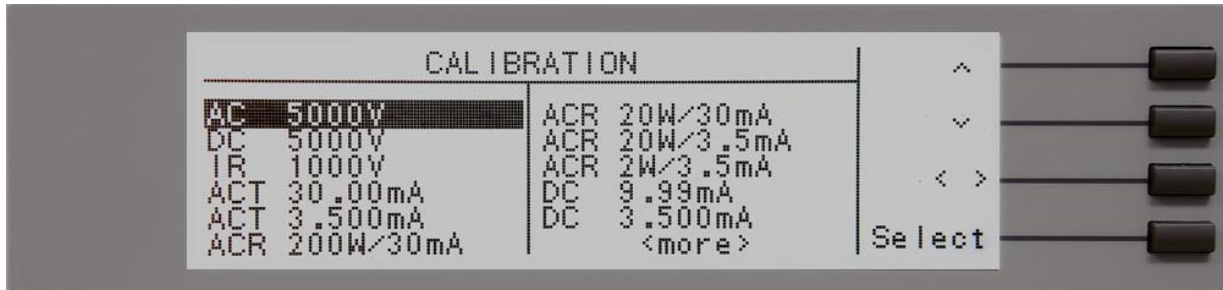 CALIBRATION
AC 5000V
DC 5000V
IR 1000V
ACT 30.00mA
ACT 3.500mA
ACR 200W/30mA
ACR 20W/30mA
ACR 20W/3.5mA
ACR 2W/3.5mA
DC 9.99mA
DC 3.500mA
<more>
^
v
< >
Select